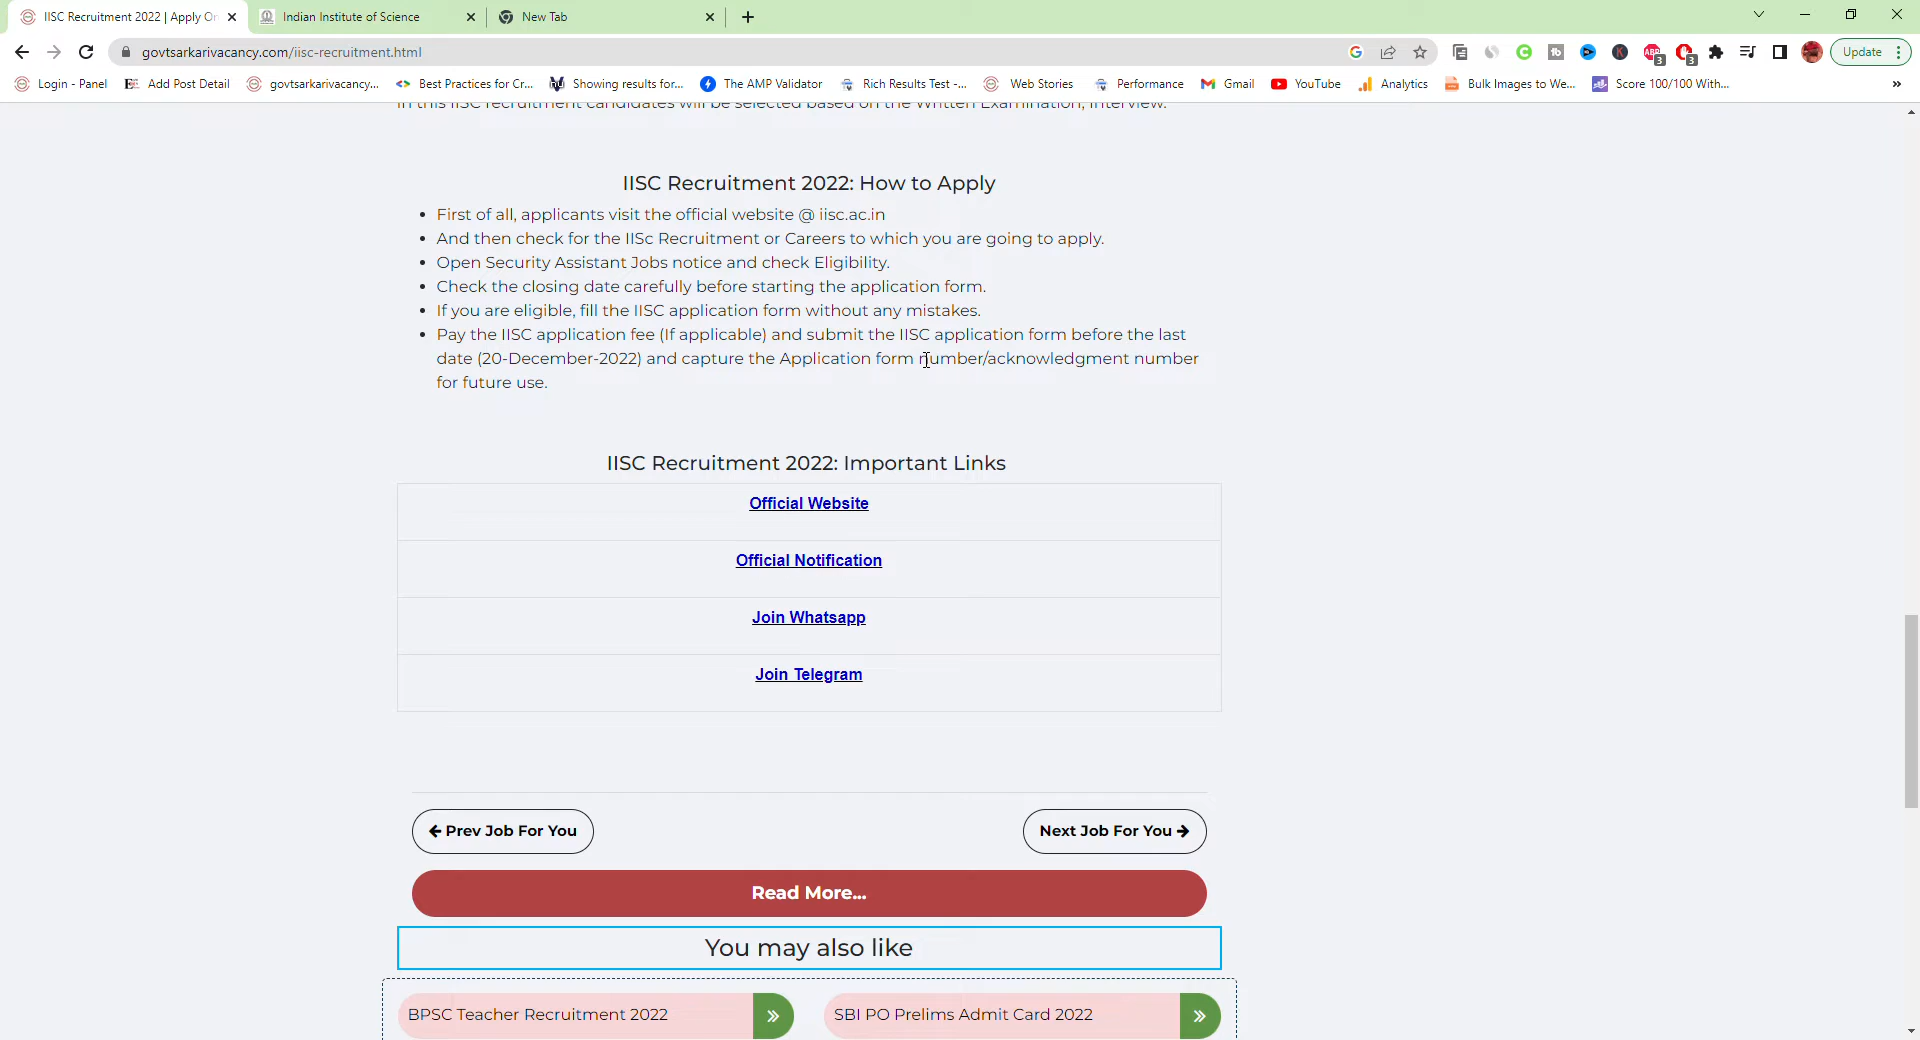 IISC Recruitment 2022 | Apply On
Indian Institute of Science
New Tab
govtsarkarivacancy.com/iisc-recruitment.html
Update
Login - Panel
Add Post Detail
govtsarkarivacancy...
Best Practices for Cr...
Showing results for...
The AMP Validator
Rich Results Test -...
Web Stories
Performance
Gmail
YouTube
Analytics
Bulk Images to We...
Score 100/100 With...
In this IISC recruitment candidates will be selected based on the Written Examination, Interview.
IISC Recruitment 2022: How to Apply
First of all, applicants visit the official website @ iisc.ac.in
And then check for the IISc Recruitment or Careers to which you are going to apply.
Open Security Assistant Jobs notice and check Eligibility.
Check the closing date carefully before starting the application form.
If you are eligible, fill the IISC application form without any mistakes.
Pay the IISC application fee (If applicable) and submit the IISC application form before the last
date (20-December-2022) and capture the Application form number/acknowledgment number
for future use.
IISC Recruitment 2022: Important Links
Official Website
Official Notification
Join Whatsapp
Join Telegram
Prev Job For You
Next Job For You
Read More...
You may also like
BPSC Teacher Recruitment 2022
SBI PO Prelims Admit Card 2022